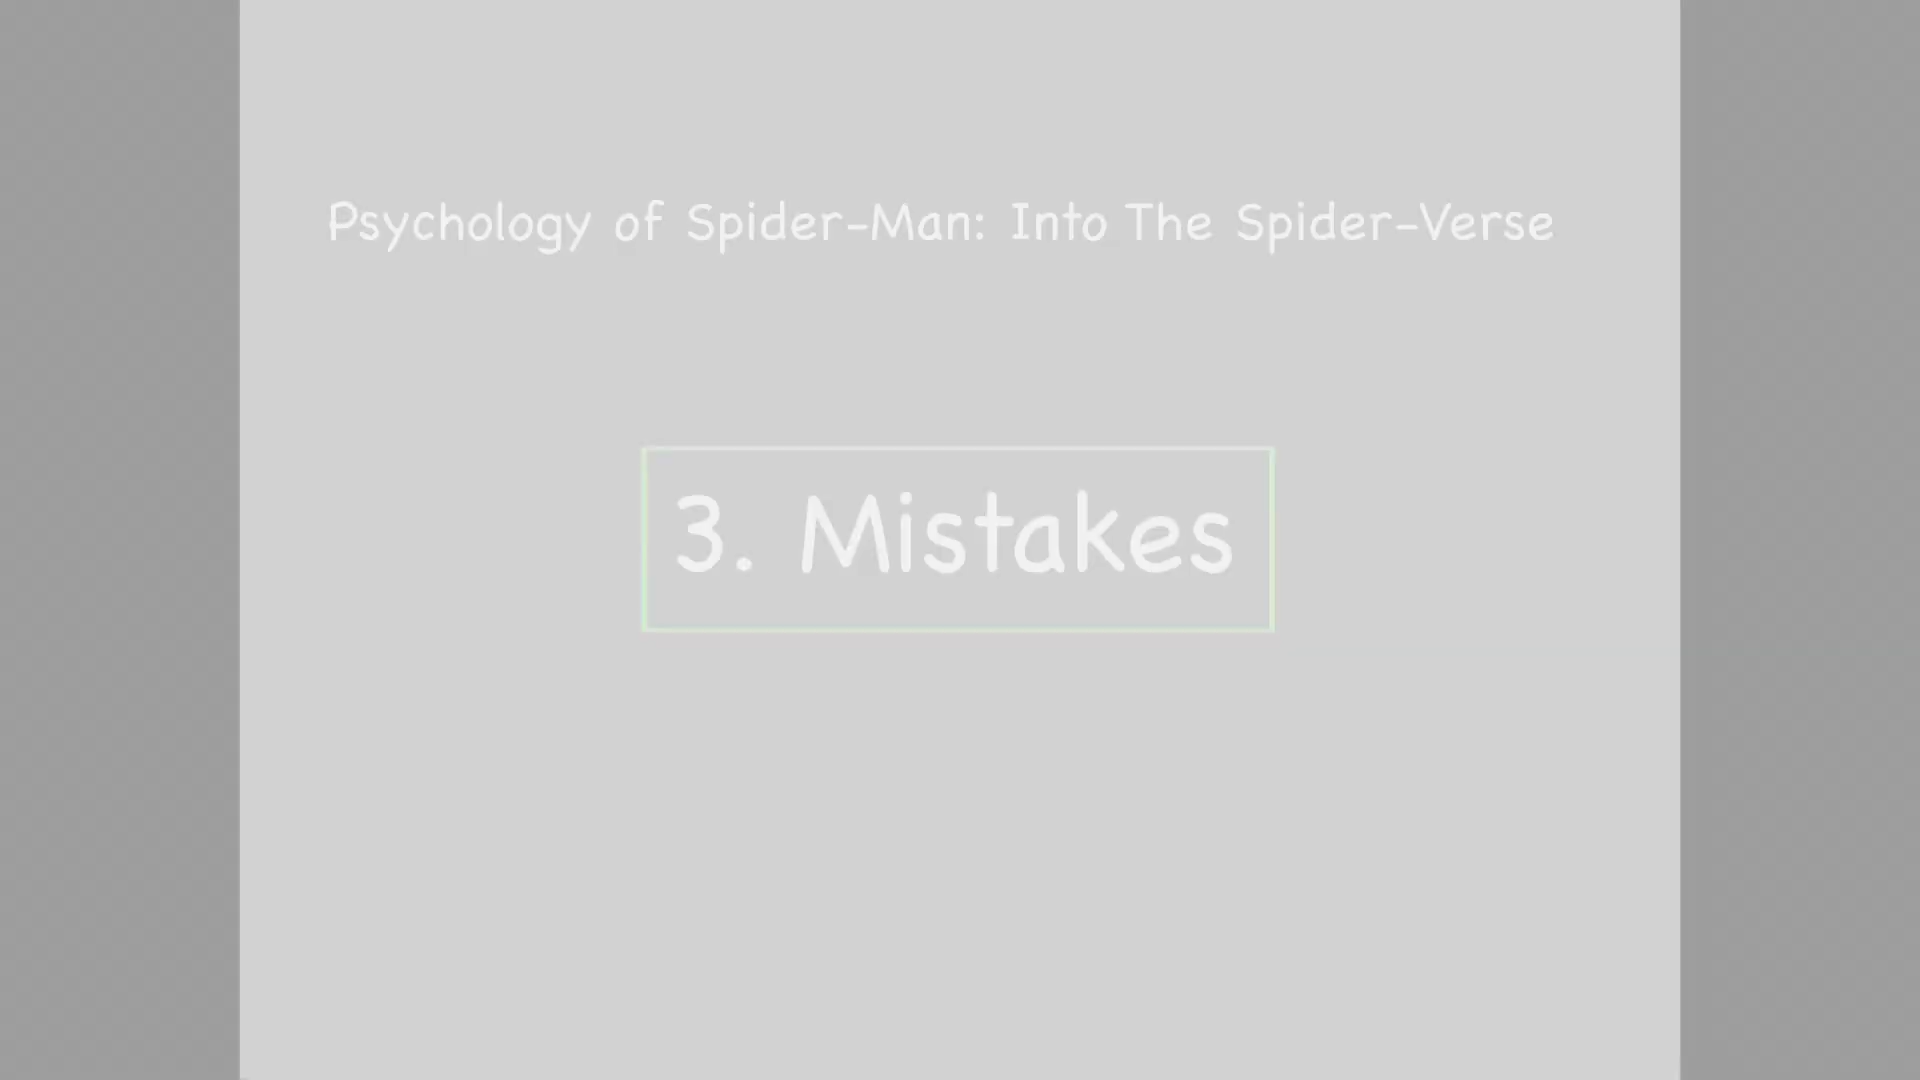 Psychology of Spider-Man: Into The Spider-Verse
3. Mistakes